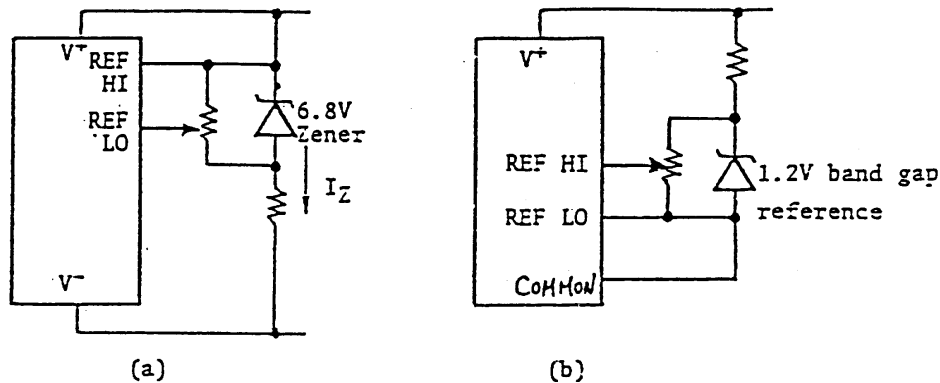 V+
REF
HI
REF
LO
V-
6.8V
Zener
IZ
(a)
V+
REF HI
REF LO
COMMON
1.2V band gap
reference
(b)